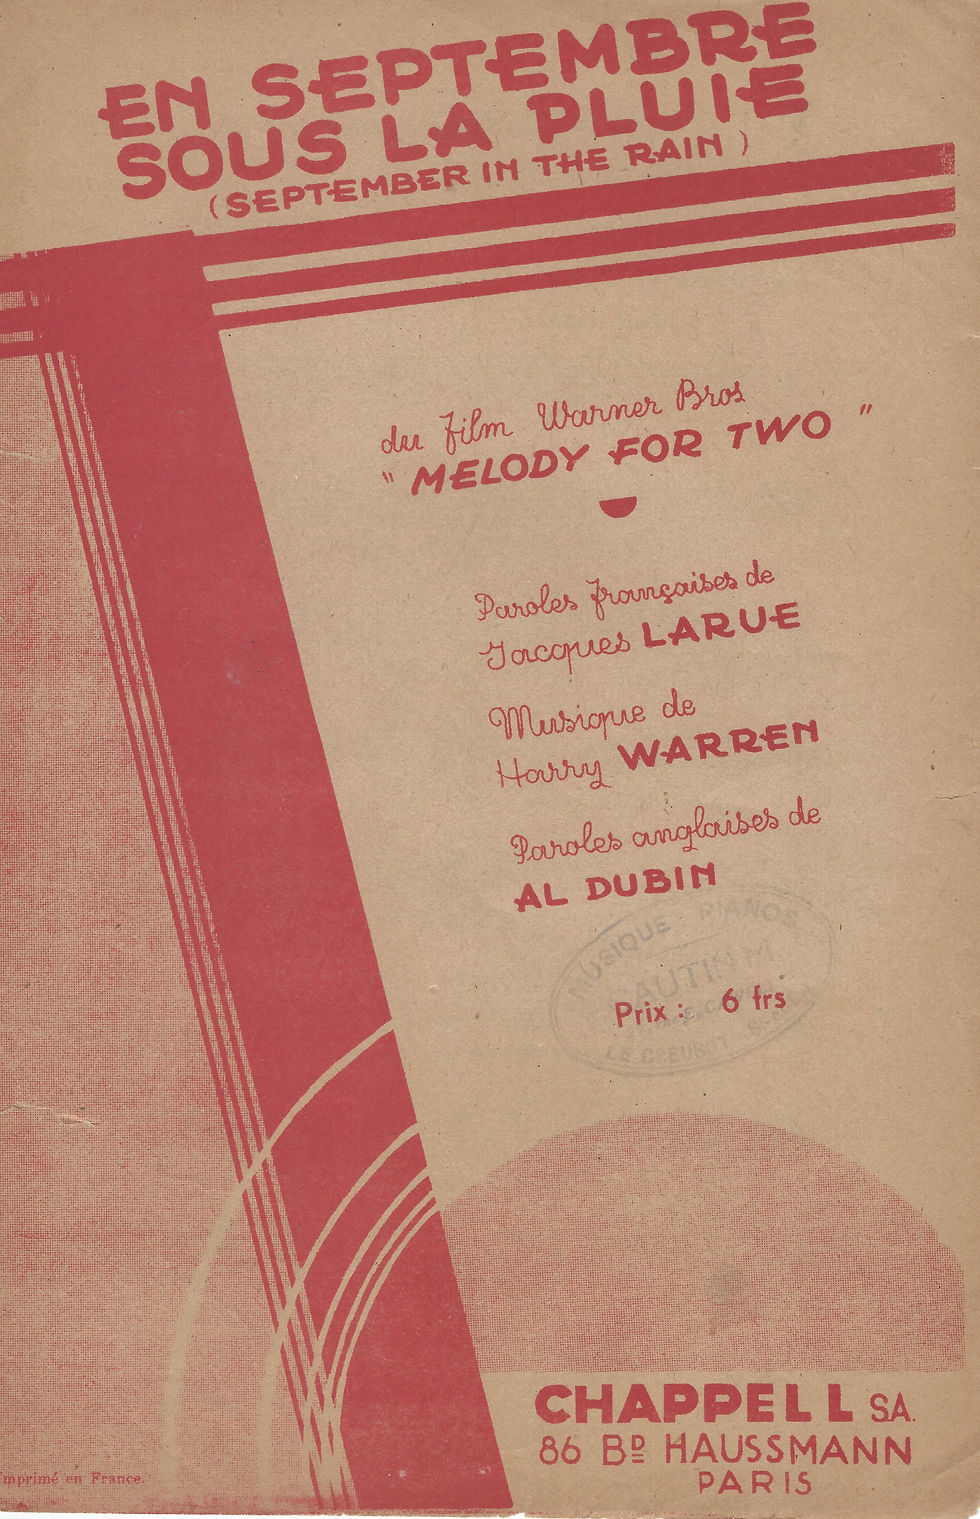 EN SEPTEMBRE
SOUS LA PLUIE
(SEPTEMBER IN THE RAIN)
du film Warner Bros
" MELODY FOR TWO "
Paroles françaises de
Jacques LARUE
Musique de
Harry WARREN
Paroles anglaises de
AL DUBIN
MUSIQUE - PIANOS
Prix : 6 frs
LE CREUSOT
CHAPPELL S.A.
86 BD HAUSSMANN
PARIS
Imprimé en France.